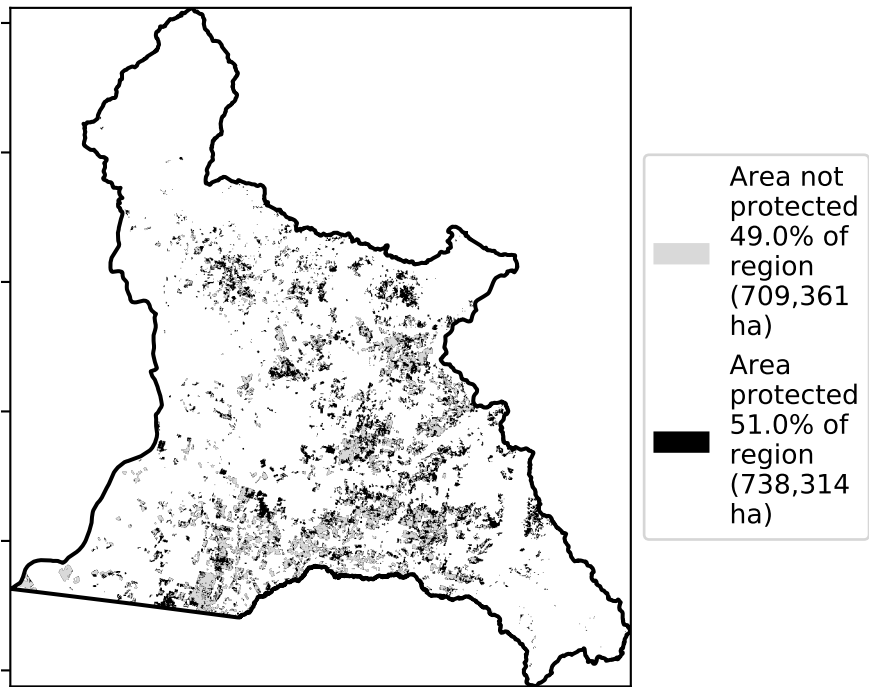 Area not
protected
49.0% of
region
(709,361
ha)
Area
protected
51.0% of
region
(738,314
ha)